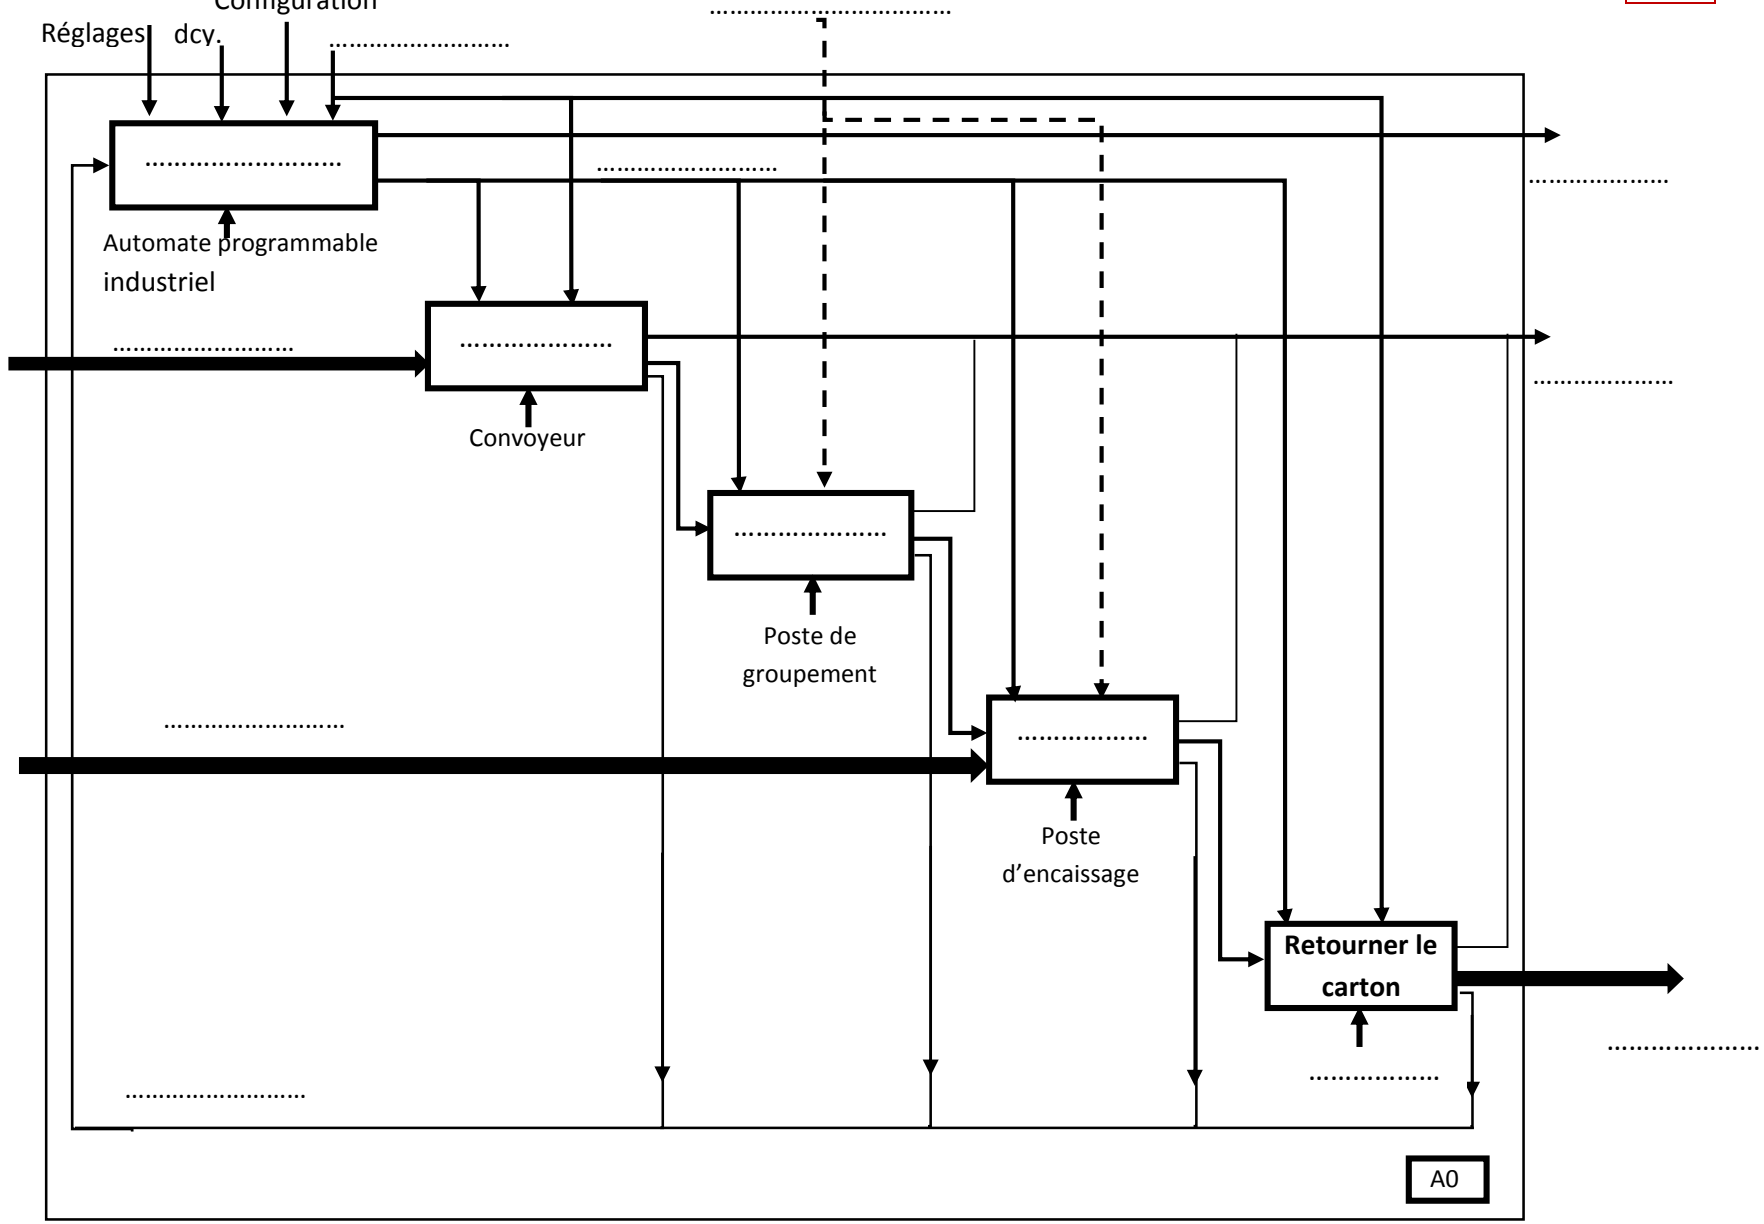 Configuration
..............................
Réglages
dcy.
..............................
..............................
..............................
..............................
Automate programmable
industriel
..............................
..............................
..............................
Convoyeur
..............................
Poste de
groupement
..............................
..............................
Poste
d’encaissage
Retourner le
carton
..............................
..............................
..............................
A0